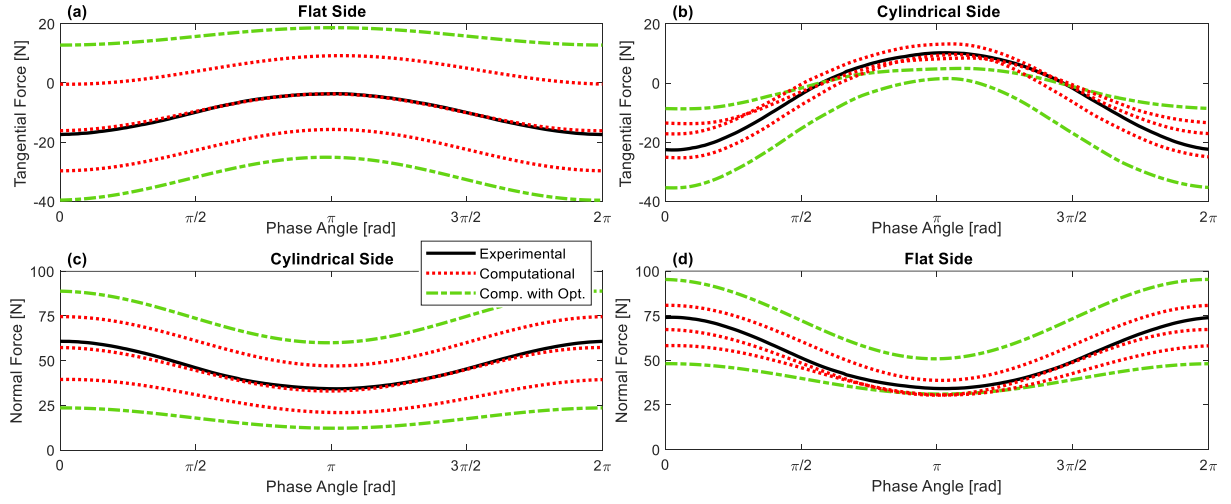 (a) Flat Side
Tangential Force [N]
20
0
-20
-40
0 π/2 π 3π/2 2π
Phase Angle [rad]
(b) Cylindrical Side
Tangential Force [N]
20
0
-20
-40
0 π/2 π 3π/2 2π
Phase Angle [rad]
(c) Cylindrical Side
Normal Force [N]
100
75
50
25
0
0 π/2 π 3π/2 2π
Phase Angle [rad]
Experimental
Computational
Comp. with Opt.
(d) Flat Side
Normal Force [N]
100
75
50
25
0
0 π/2 π 3π/2 2π
Phase Angle [rad]